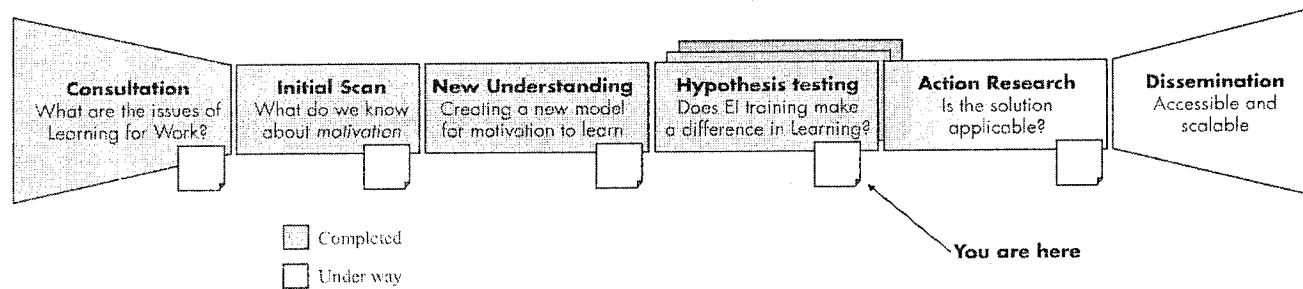 Consultation
What are the issues of
Learning for Work?
Initial Scan
What do we know
about motivation
New Understanding
Creating a new model
for motivation to learn
Hypothesis testing
Does EI training make
a difference in Learning?
Action Research
Is the solution
applicable?
Dissemination
Accessible and
scalable
Completed
Under way
You are here